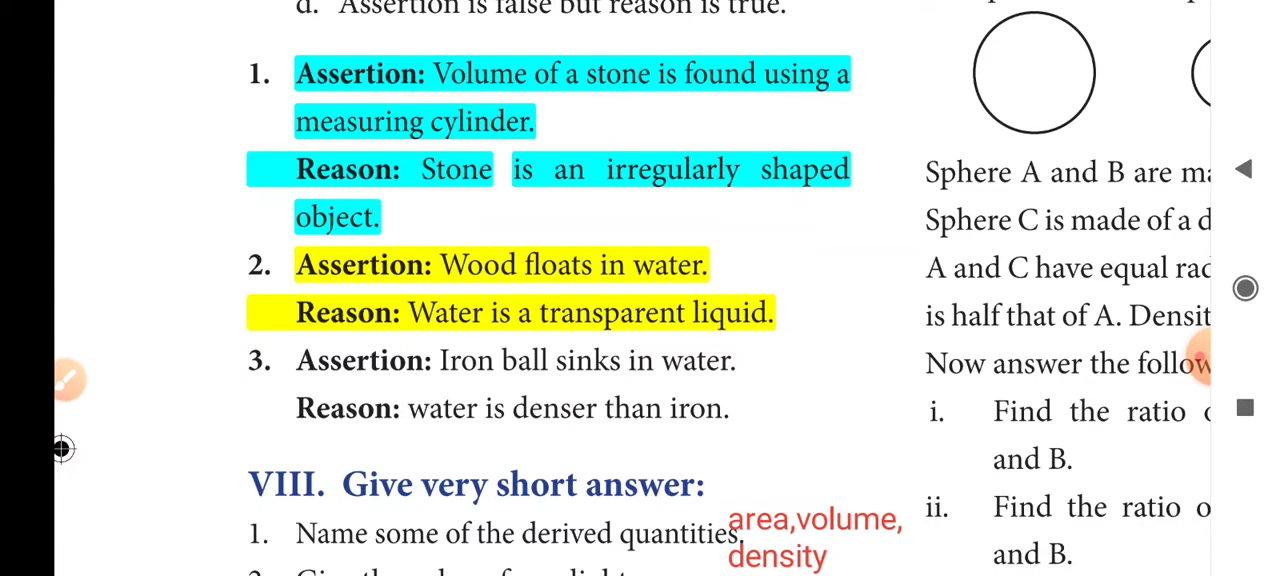 d. Assertion is false but reason is true.
1. Assertion: Volume of a stone is found using a
measuring cylinder.
Reason: Stone is an irregularly shaped
object.
2. Assertion: Wood floats in water.
Reason: Water is a transparent liquid.
3. Assertion: Iron ball sinks in water.
Reason: water is denser than iron.
VIII. Give very short answer:
1. Name some of the derived quantities.
area,volume,
density
Sphere A and B are
Sphere C is made of a
A and C have equal
is half that of A.
Now answer the
i. Find the ratio
and B.
ii. Find the ratio
and B.